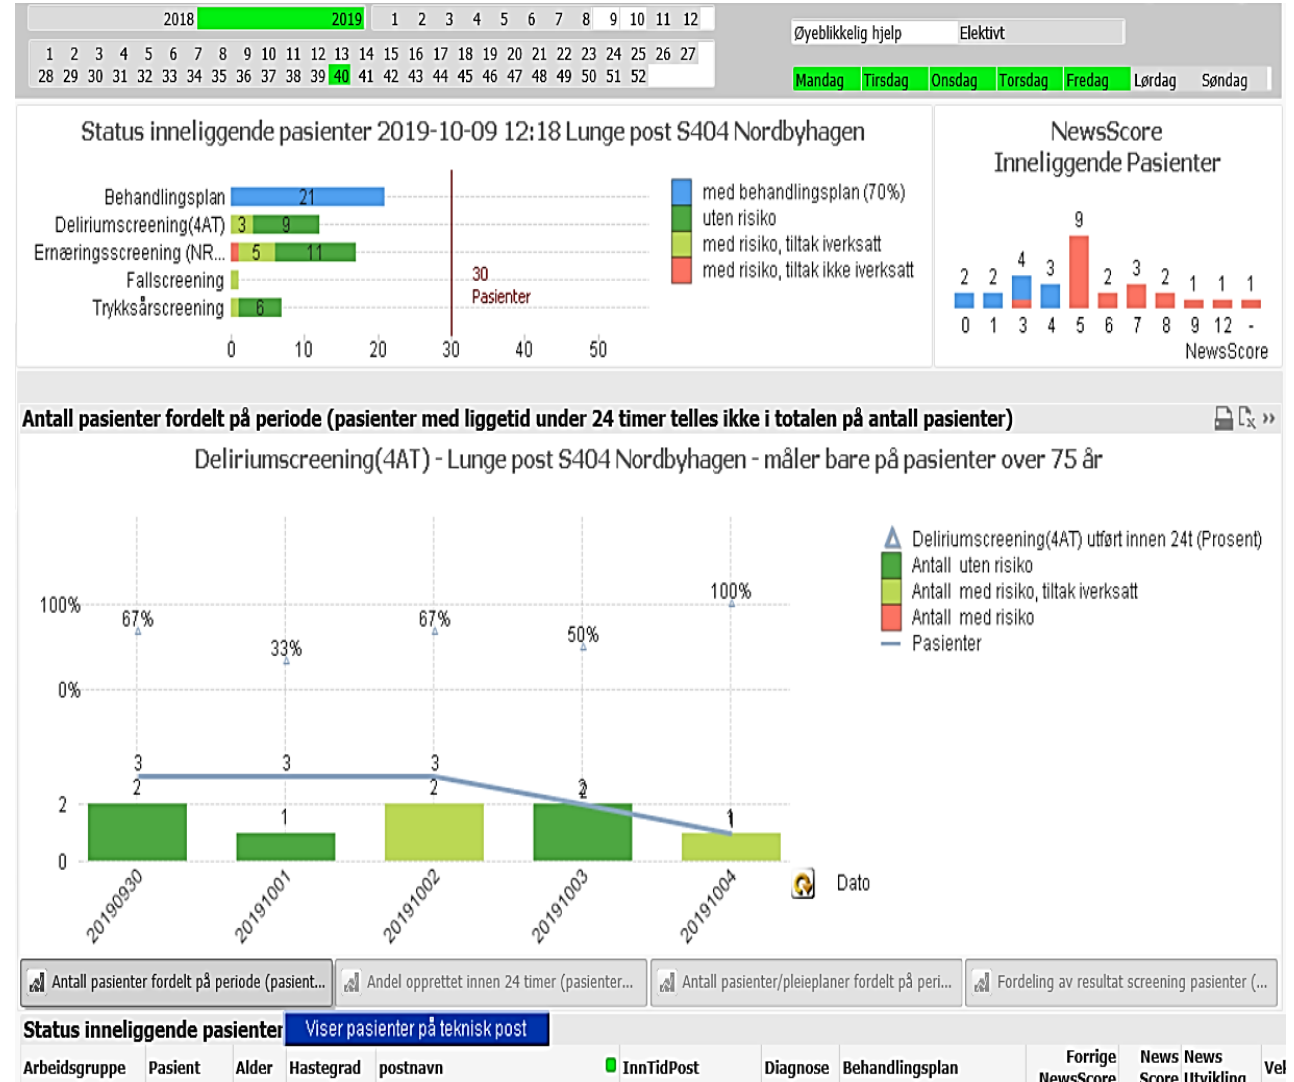 2018 2019 1 2 3 4 5 6 7 8 9 10 11 12
Øyeblikkelig hjelp Elektivt
1 2 3 4 5 6 7 8 9 10 11 12 13 14 15 16 17 18 19 20 21 22 23 24 25 26 27
28 29 30 31 32 33 34 35 36 37 38 39 40 41 42 43 44 45 46 47 48 49 50 51 52
Mandag Tirsdag Onsdag Torsdag Fredag Lørdag Søndag
Status inneliggende pasienter 2019-10-09 12:18 Lunge post S404 Nordbyhagen
Behandlingsplan 21
Deliriumscreening(4AT) 3 9
Ernæringsscreening (NR... 5 11
Fallscreening
Trykksårscreening 6
30
Pasienter
0 10 20 30 40 50
med behandlingsplan (70%)
uten risiko
med risiko, tiltak iverksatt
med risiko, tiltak ikke iverksatt
NewsScore
Inneliggende Pasienter
2 2 4 3 9 2 3 2 1 1 1
0 1 3 4 5 6 7 8 9 12 -
NewsScore
Antall pasienter fordelt på periode (pasienter med liggetid under 24 timer telles ikke i totalen på antall pasienter)
Deliriumscreening(4AT) - Lunge post S404 Nordbyhagen - måler bare på pasienter over 75 år
Deliriumscreening(4AT) utført innen 24t (Prosent)
Antall uten risiko
Antall med risiko, tiltak iverksatt
Antall med risiko
Pasienter
100%
0%
67% 33% 67% 50% 100%
3 3 3 2 1
2 1 2 2 1
2
0
20190930 20191001 20191002 20191003 20191004
Dato
Antall pasienter fordelt på periode (pasient... Andel opprettet innen 24 timer (pasienter... Antall pasienter/pleieplaner fordelt på peri... Fordeling av resultat screening pasienter (...
Status inneliggende pasienter Viser pasienter på teknisk post
Arbeidsgruppe Pasient Alder Hastegrad postnavn InnTidPost Diagnose Behandlingsplan Forrige NewsScore News Score News Utvikling